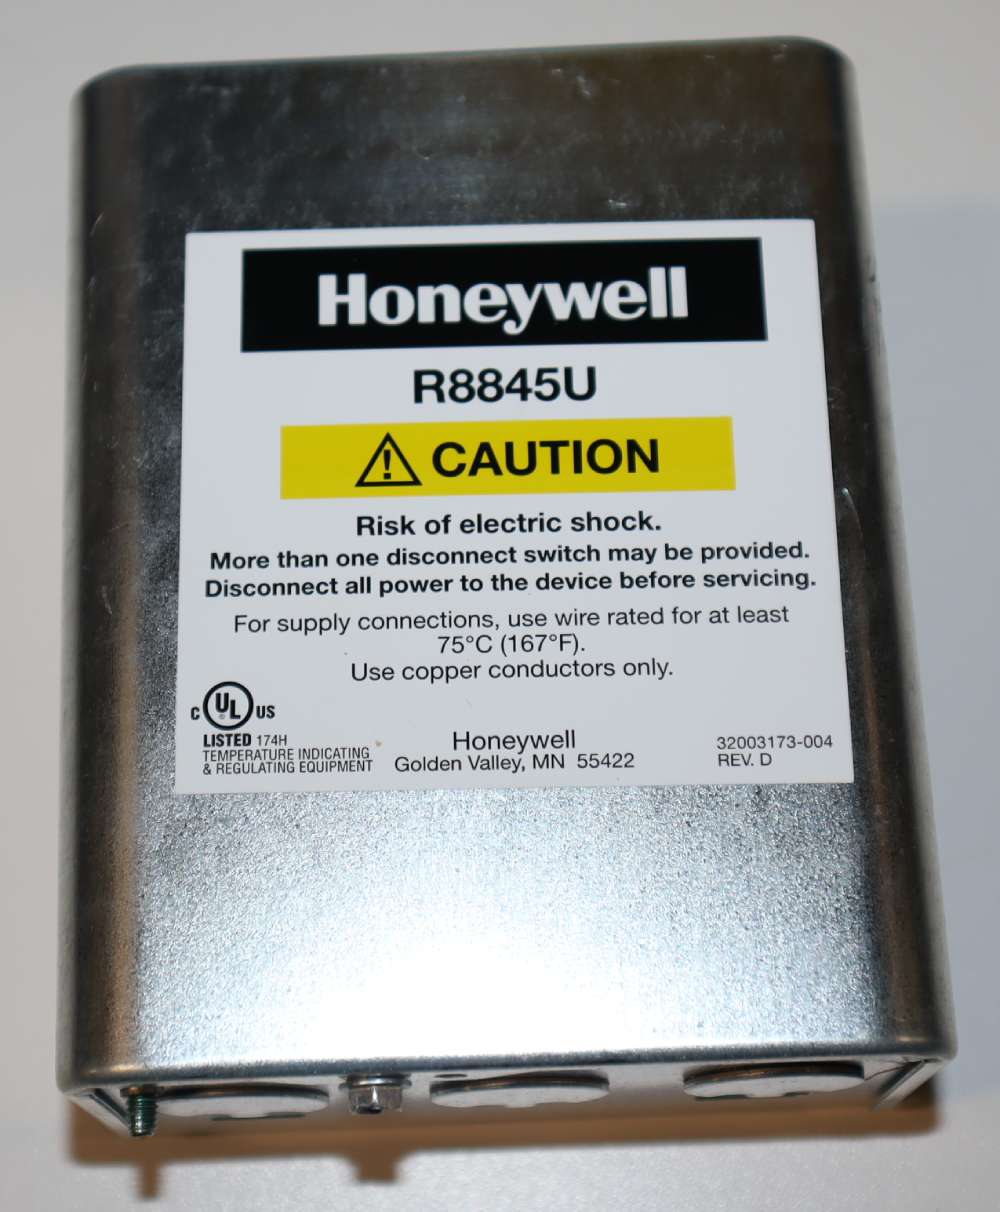 Honeywell
R8845U
CAUTION
Risk of electric shock.
More than one disconnect switch may be provided.
Disconnect all power to the device before servicing.
For supply connections, use wire rated for at least
75°C (167°F).
Use copper conductors only.
C UL ® US
LISTED 174H
TEMPERATURE INDICATING
& REGULATING EQUIPMENT
Honeywell
Golden Valley, MN 55422
32003173-004
REV. D